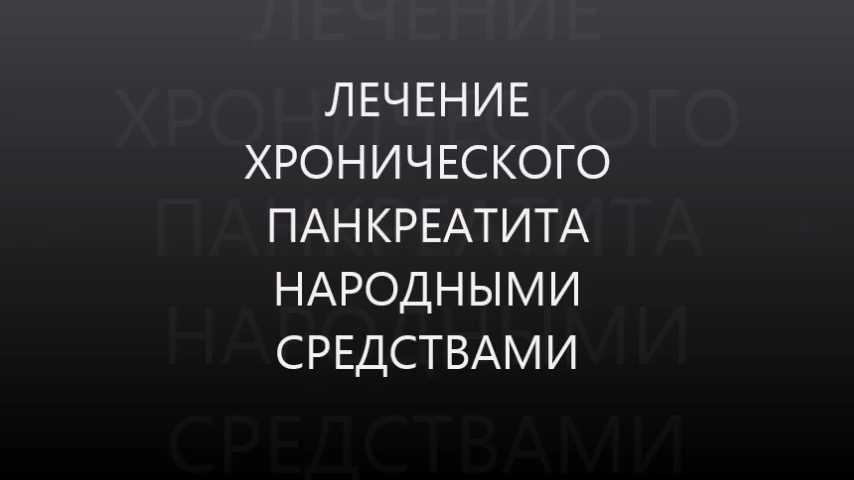 ЛЕЧЕНИЕ
ХРОНИЧЕСКОГО
ПАНКРЕАТИТА
НАРОДНЫМИ
СРЕДСТВАМИ